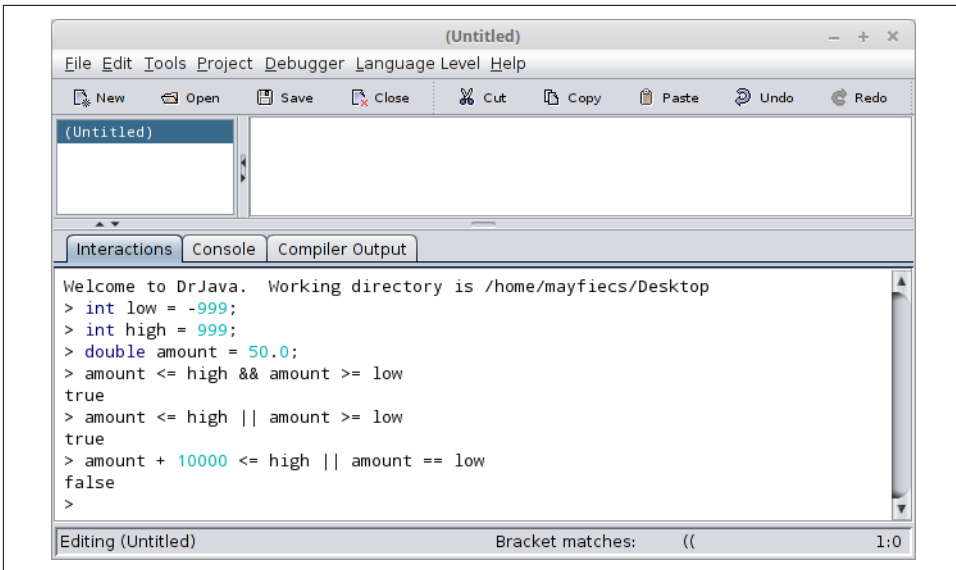 (Untitled)
File Edit Tools Project Debugger Language Level Help
New Open Save Close Cut Copy Paste Undo Redo
(Untitled)
Interactions Console Compiler Output
Welcome to DrJava.  Working directory is /home/mayfiecs/Desktop
> int low = -999;
> int high = 999;
> double amount = 50.0;
> amount <= high && amount >= low
true
> amount <= high || amount >= low
true
> amount + 10000 <= high || amount == low
false
>
Editing (Untitled) Bracket matches: (( 1:0